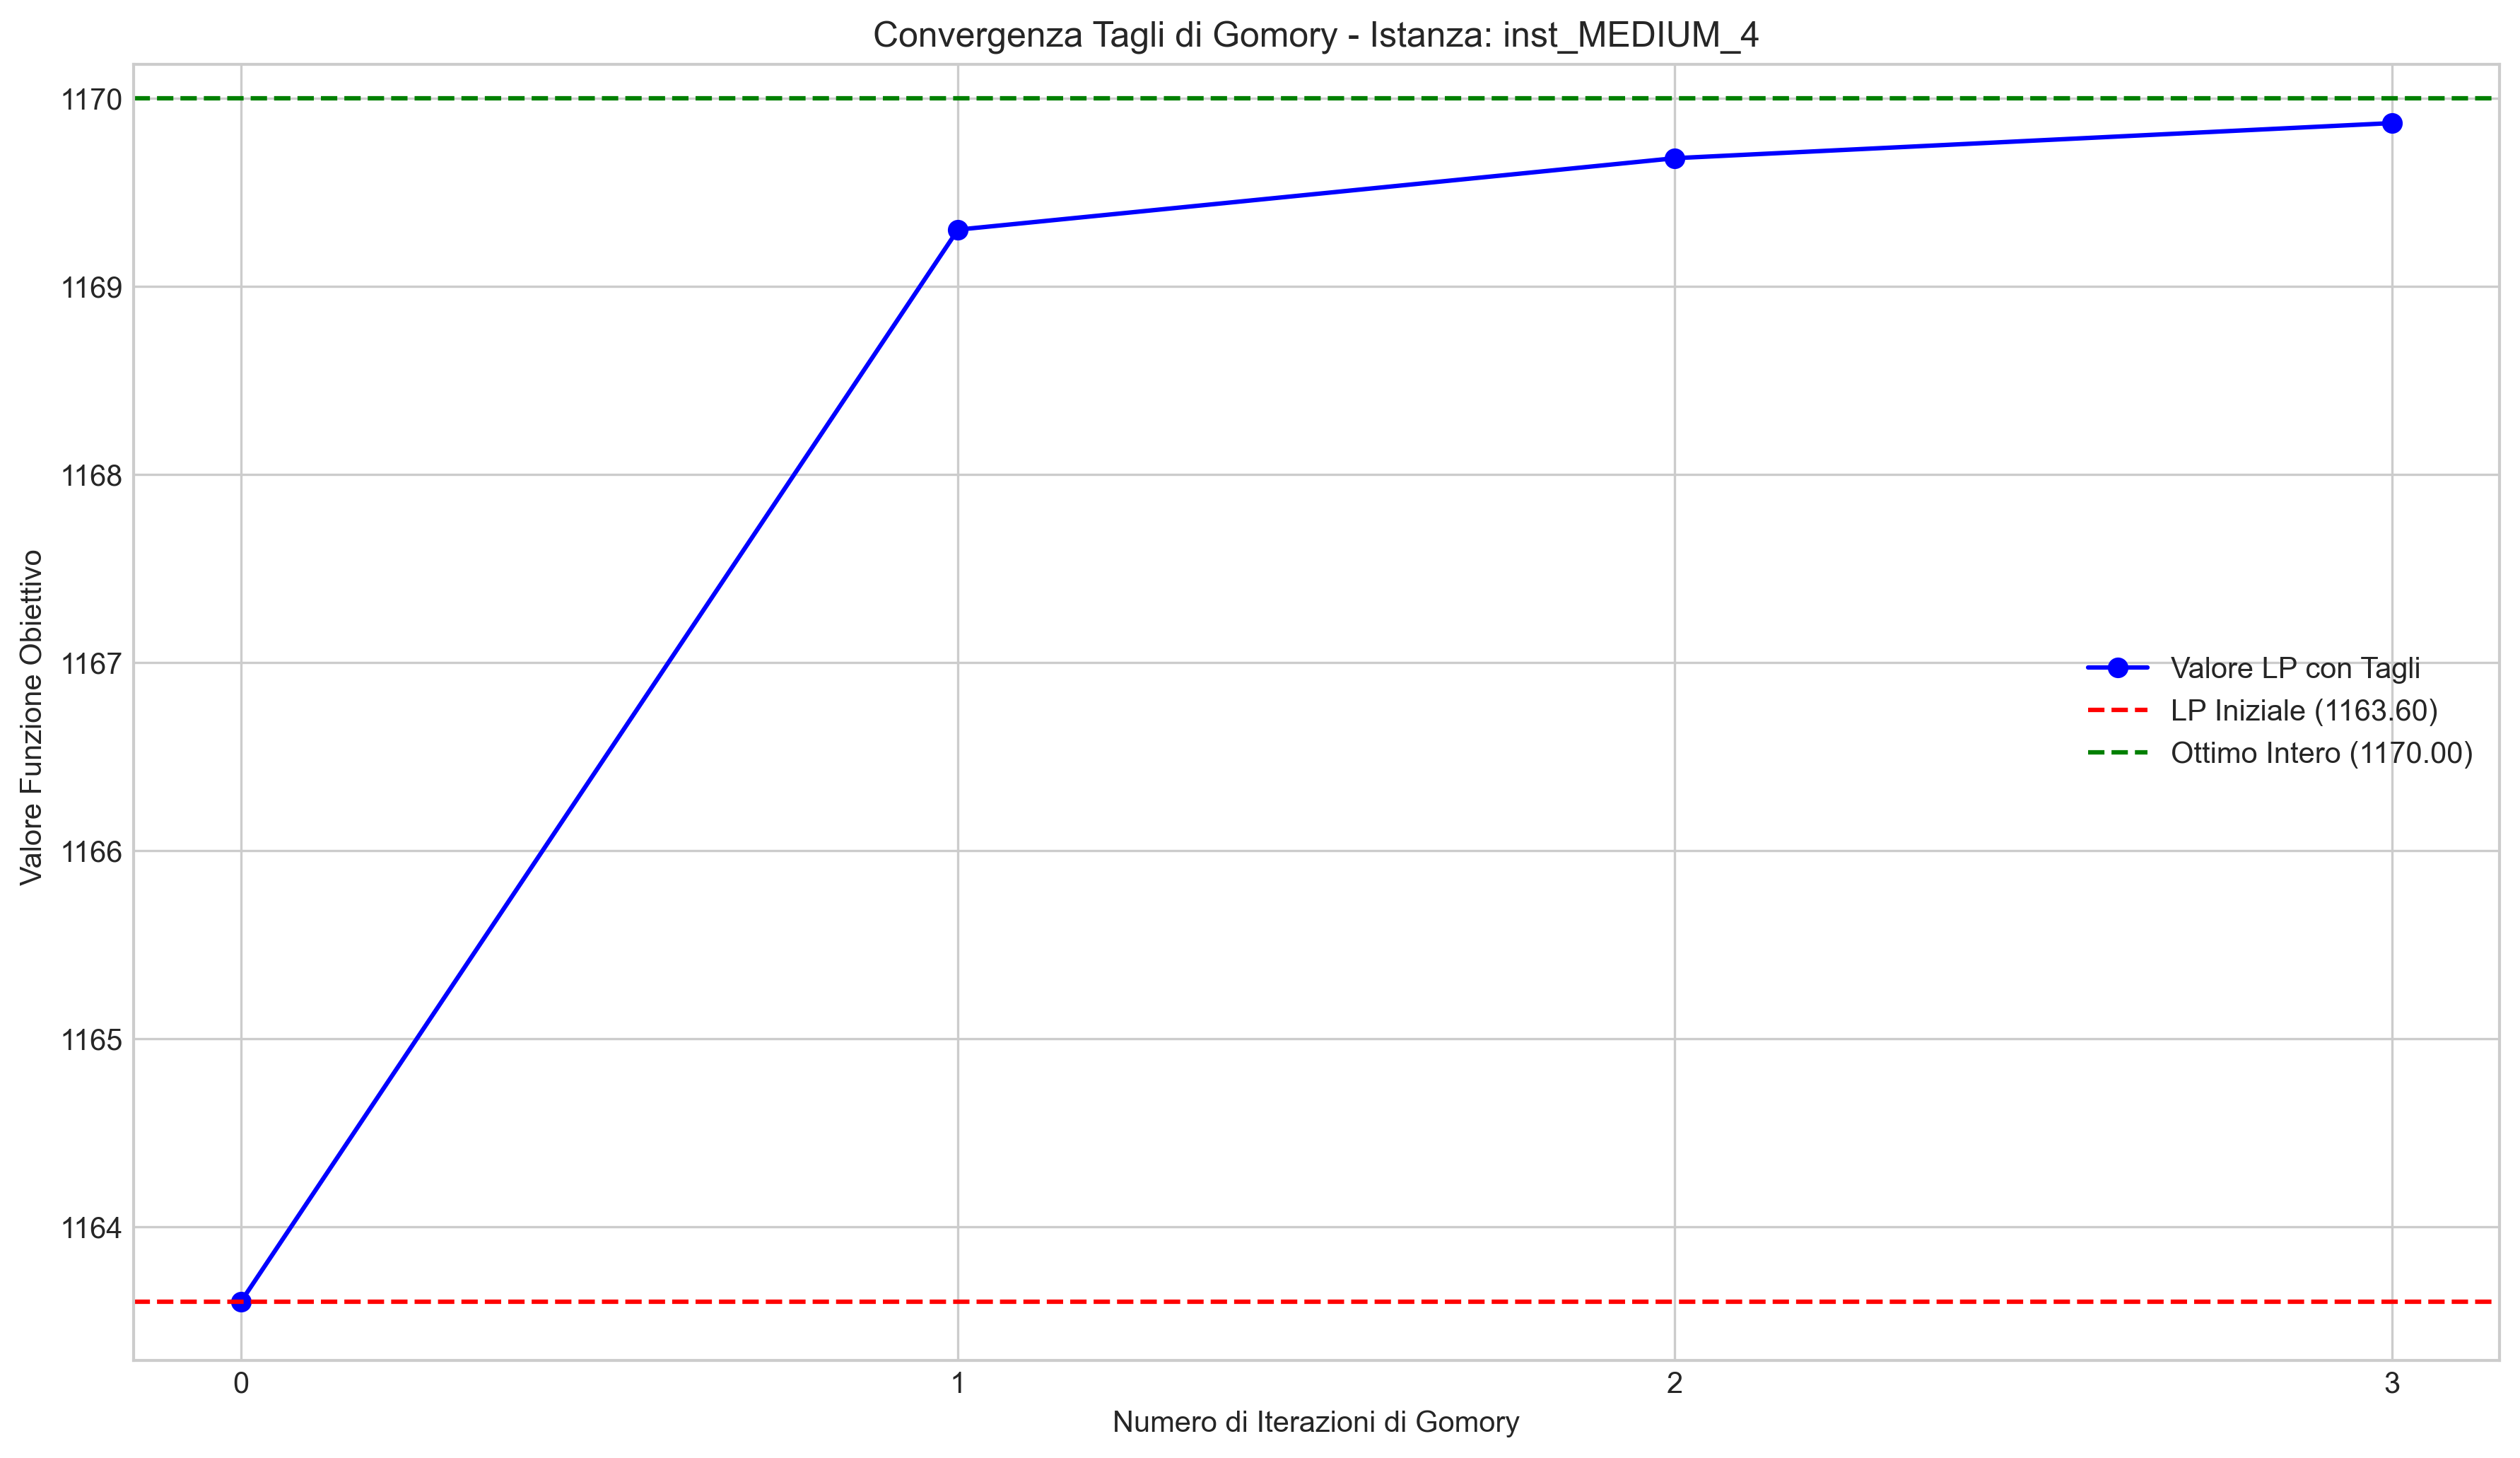 Convergenza Tagli di Gomory - Istanza: inst_MEDIUM_4
1170
1169
1168
1167
1166
1165
1164
Valore Funzione Obiettivo
Valore LP con Tagli
LP Iniziale (1163.60)
Ottimo Intero (1170.00)
0 1 2 3
Numero di Iterazioni di Gomory